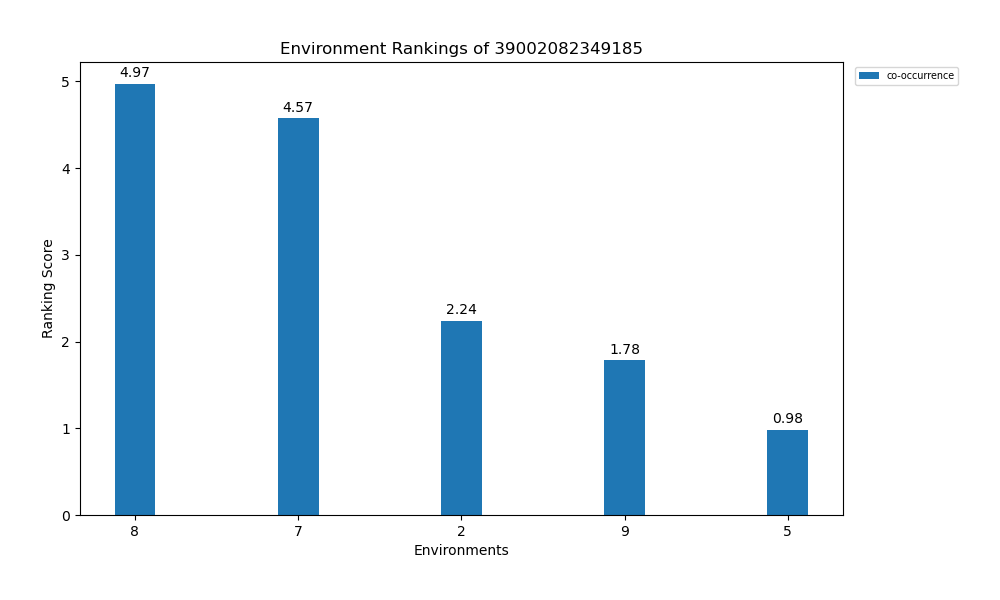 Environment Rankings of 39002082349185
co-occurrence
4.97
4.57
2.24
1.78
0.98
Ranking Score
5
4
3
2
1
0
8 7 2 9 5
Environments